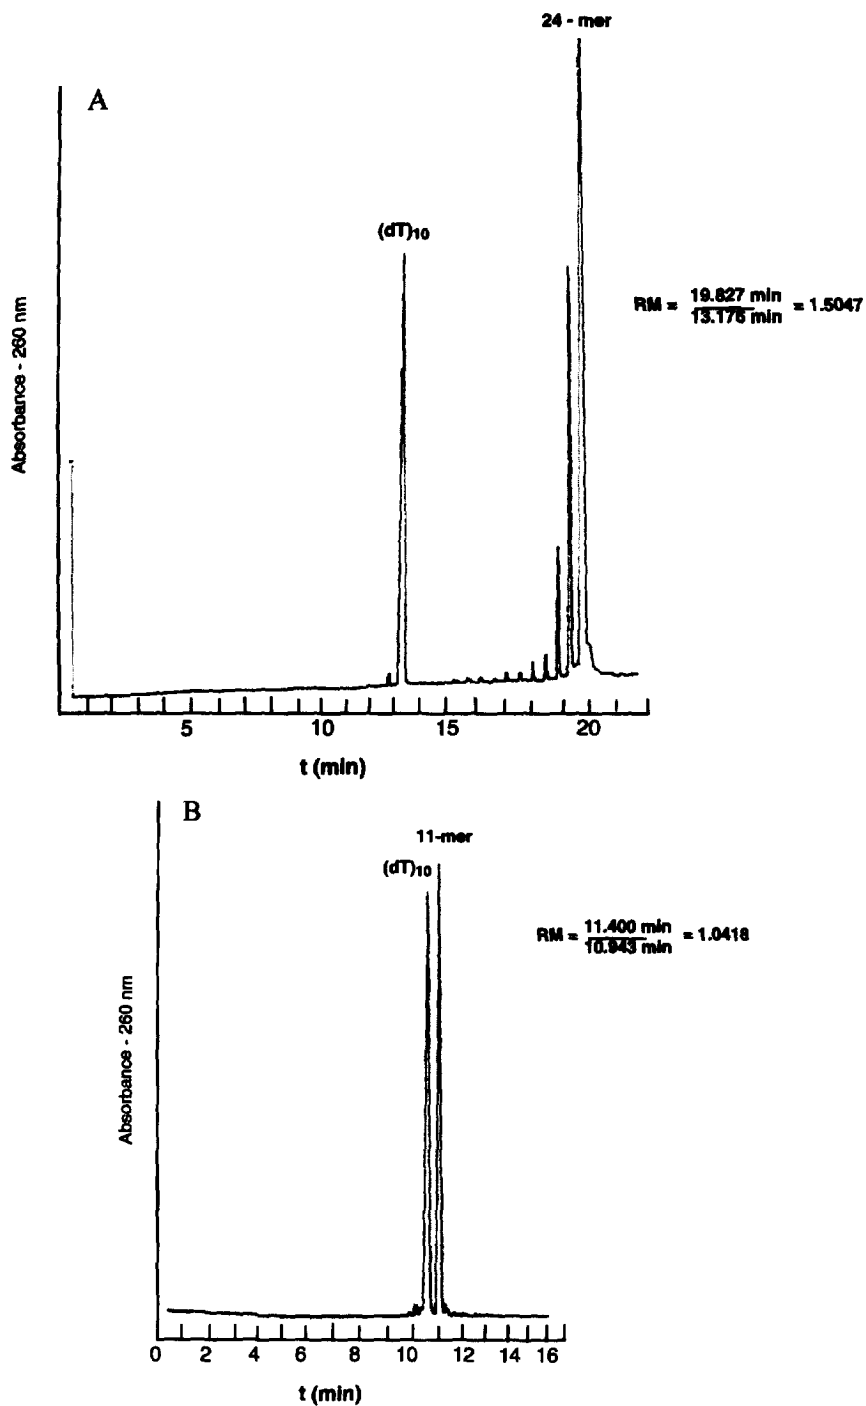 24 - mer
A
(dT)10
RM = 19.827 min / 13.176 min = 1.5047
Absorbance - 260 nm
5 10 15 20
t (min)
B
11-mer
(dT)10
RM = 11.400 min / 10.943 min = 1.0418
Absorbance - 260 nm
0 2 4 6 8 10 12 14 16
t (min)